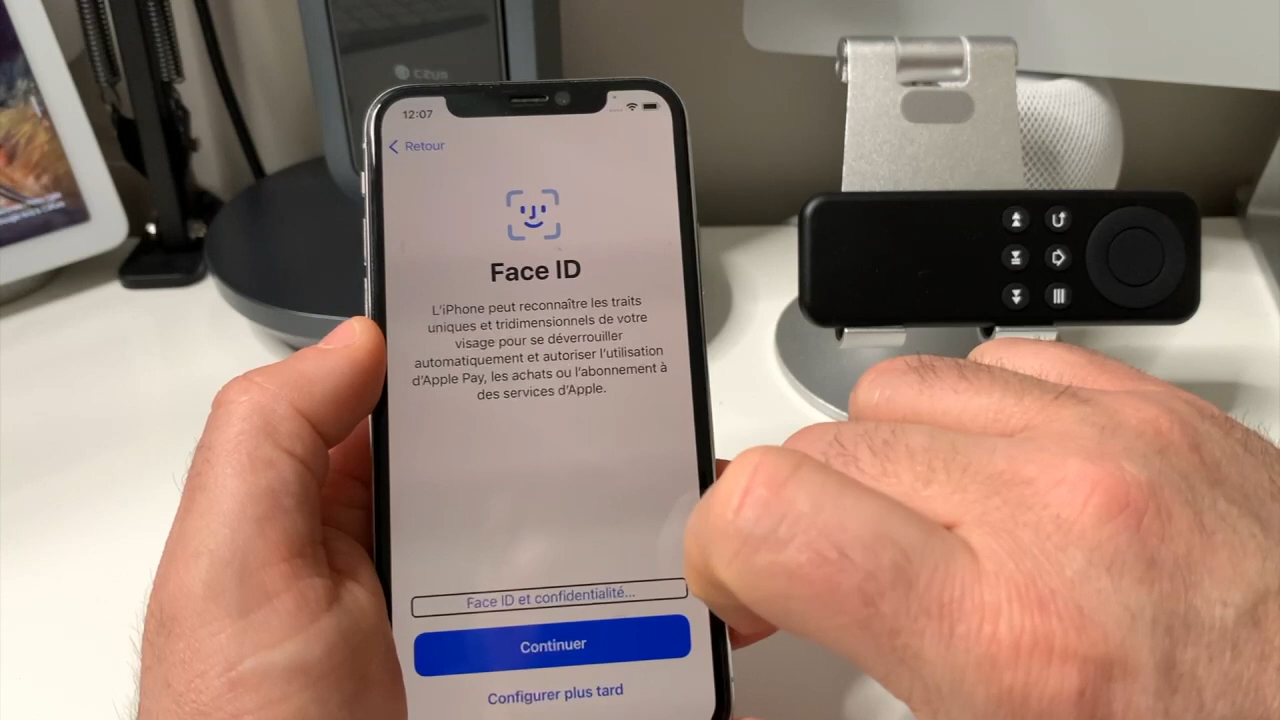 CZUR
12:07
Retour
Face ID
L'iPhone peut reconnaître les traits
uniques et tridimensionnels de votre
visage pour se déverrouiller
automatiquement et autoriser l'utilisation
d'Apple Pay, les achats ou l'abonnement à
des services d'Apple.
Face ID et confidentialité...
Continuer
Configurer plus tard